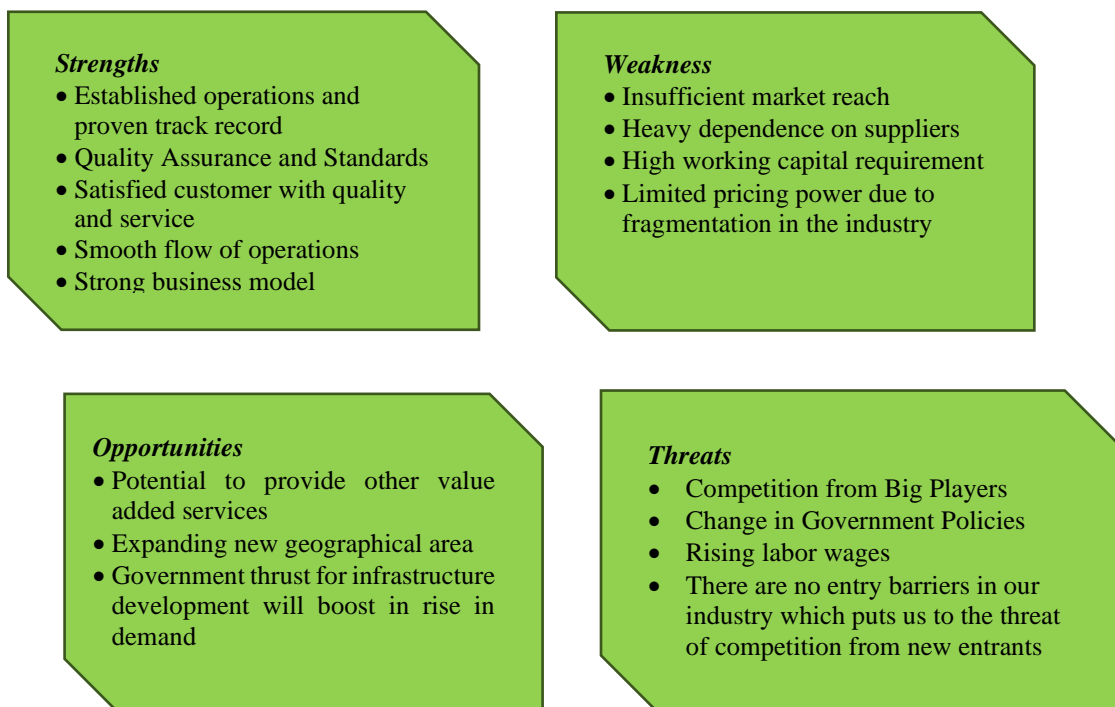 Strengths
• Established operations and
proven track record
• Quality Assurance and Standards
• Satisfied customer with quality
and service
• Smooth flow of operations
• Strong business model
Weakness
• Insufficient market reach
• Heavy dependence on suppliers
• High working capital requirement
• Limited pricing power due to
fragmentation in the industry
Opportunities
• Potential to provide other value
added services
• Expanding new geographical area
• Government thrust for infrastructure
development will boost in rise in
demand
Threats
• Competition from Big Players
• Change in Government Policies
• Rising labor wages
• There are no entry barriers in our
industry which puts us to the threat
of competition from new entrants